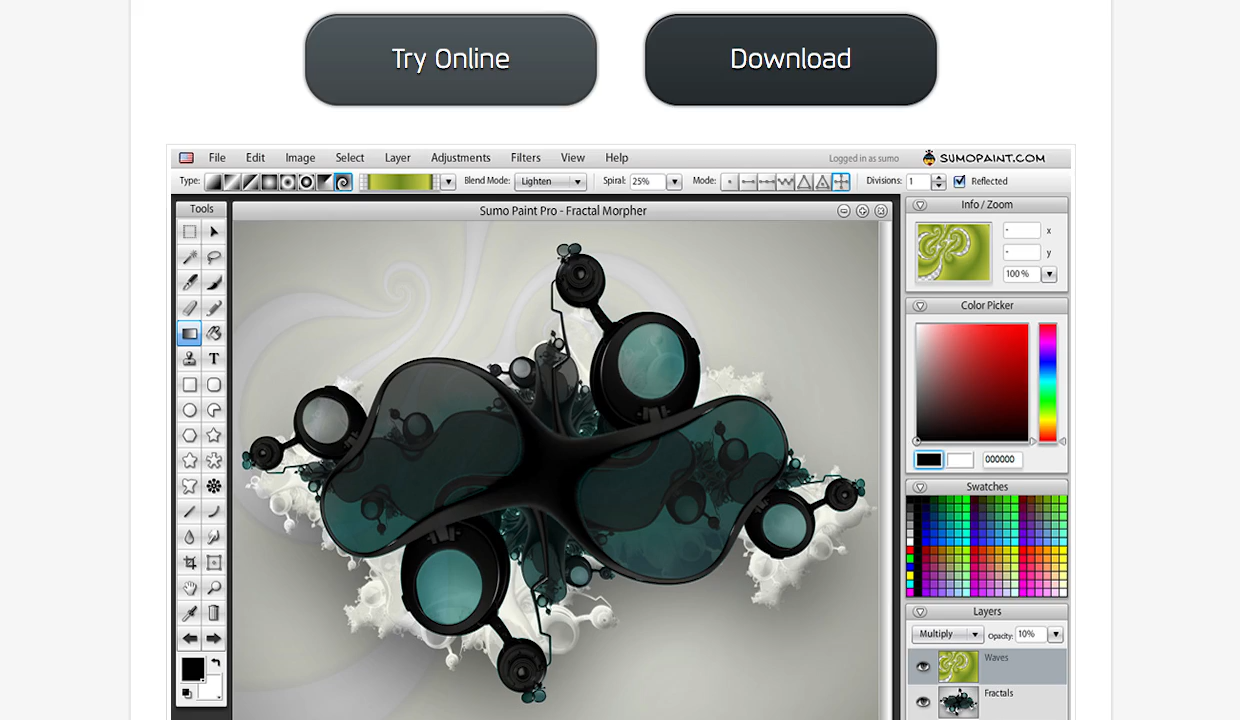 Try Online
Download
File Edit Image Select Layer Adjustments Filters View Help Logged in as sumo SUMOPAINT.COM
Type: Blend Mode: Lighten Spiral: 25% Mode: Divisions: 1 Reflected
Tools
Sumo Paint Pro - Fractal Morpher
Info / Zoom
- x
- y
100 %
Color Picker
000000
Swatches
Layers
Multiply Opacity: 10%
Waves
Fractals
T